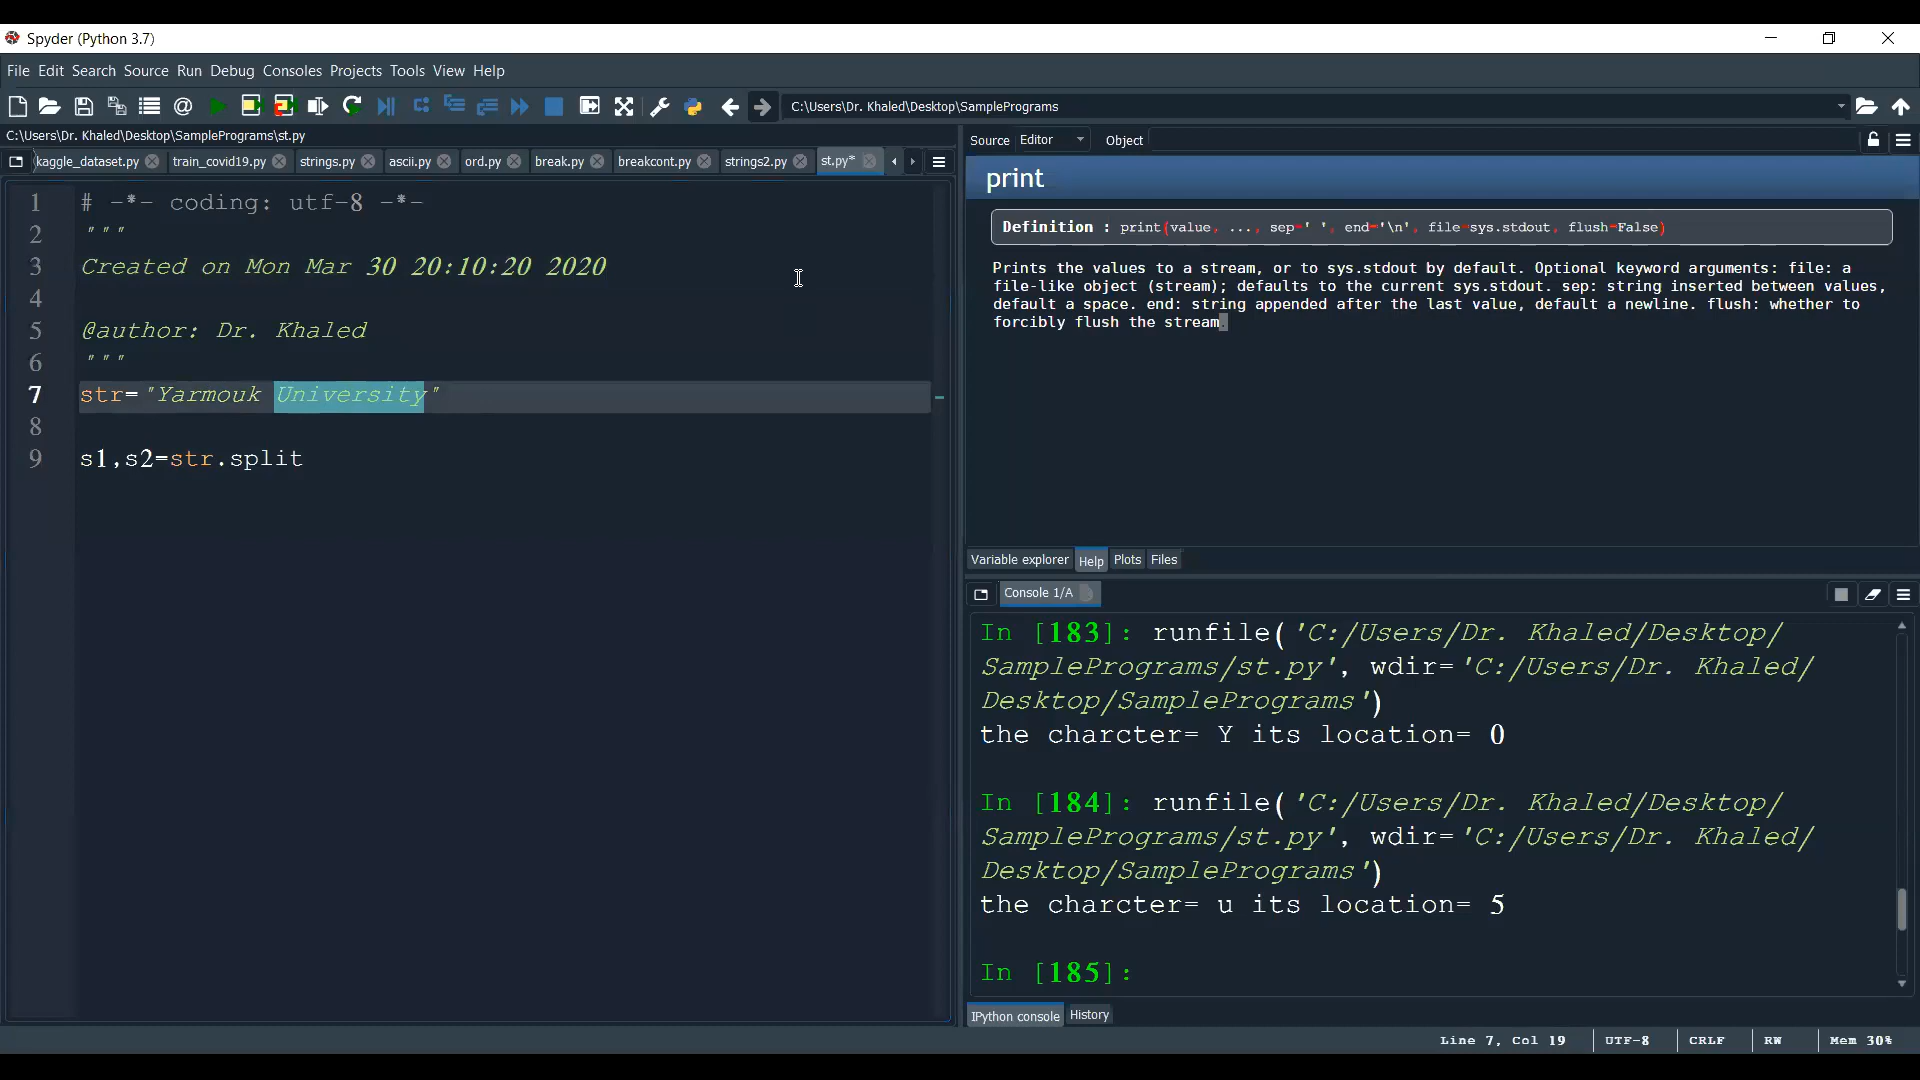 Spyder (Python 3.7)
File Edit Search Source Run Debug Consoles Projects Tools View Help
C:\Users\Dr. Khaled\Desktop\SamplePrograms
C:\Users\Dr. Khaled\Desktop\SamplePrograms\st.py
kaggle_dataset.py train_covid19.py strings.py ascii.py ord.py break.py breakcont.py strings2.py st.py*
1 # -*- coding: utf-8 -*-
2 """
3 Created on Mon Mar 30 20:10:20 2020
4
5 @author: Dr. Khaled
6 """
7 str="Yarmouk University"
8
9 s1,s2=str.split
Source Editor Object
print
Definition : print(value, ..., sep=' ', end='\n', file=sys.stdout, flush=False)
Prints the values to a stream, or to sys.stdout by default. Optional keyword arguments: file: a
file-like object (stream); defaults to the current sys.stdout. sep: string inserted between values,
default a space. end: string appended after the last value, default a newline. flush: whether to
forcibly flush the stream.
Variable explorer Help Plots Files
Console 1/A
In [183]: runfile('C:/Users/Dr. Khaled/Desktop/
SamplePrograms/st.py', wdir='C:/Users/Dr. Khaled/
Desktop/SamplePrograms')
the charcter= Y its location= 0
In [184]: runfile('C:/Users/Dr. Khaled/Desktop/
SamplePrograms/st.py', wdir='C:/Users/Dr. Khaled/
Desktop/SamplePrograms')
the charcter= u its location= 5
In [185]:
IPython console History
Line 7, Col 19 UTF-8 CRLF RW Mem 30%